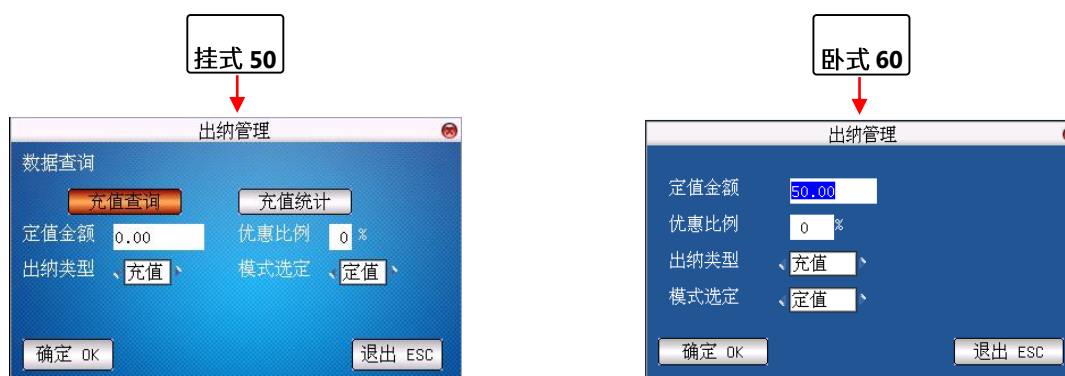 挂式 50
出纳管理
数据查询
充值查询 充值统计
定值金额 0.00 优惠比例 0 %
出纳类型 充值 模式选定 定值
确定 OK 退出 ESC
卧式 60
出纳管理
定值金额 50.00
优惠比例 0 %
出纳类型 充值
模式选定 定值
确定 OK 退出 ESC